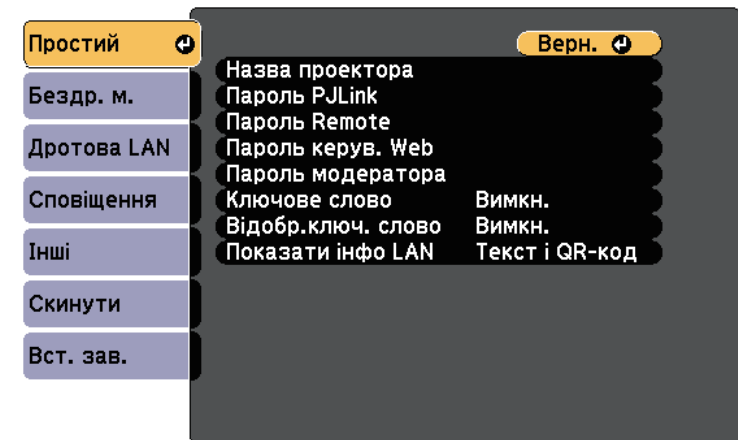 Простий
Бездр. м.
Дротова LAN
Сповіщення
Інші
Скинути
Вст. зав.
Верн.
Назва проектора
Пароль PJLink
Пароль Remote
Пароль керув. Web
Пароль модератора
Ключове слово Вимкн.
Відобр.ключ. слово Вимкн.
Показати інфо LAN Текст і QR-код